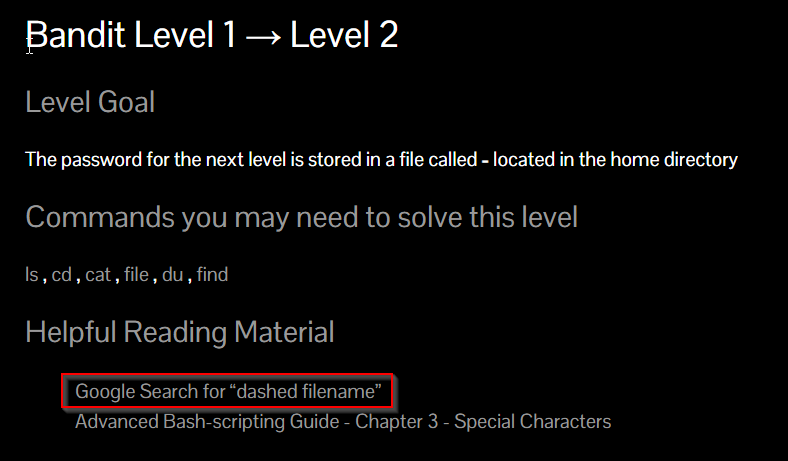 Bandit Level 1 → Level 2
Level Goal
The password for the next level is stored in a file called - located in the home directory
Commands you may need to solve this level
ls , cd , cat , file , du , find
Helpful Reading Material
Google Search for “dashed filename”
Advanced Bash-scripting Guide - Chapter 3 - Special Characters